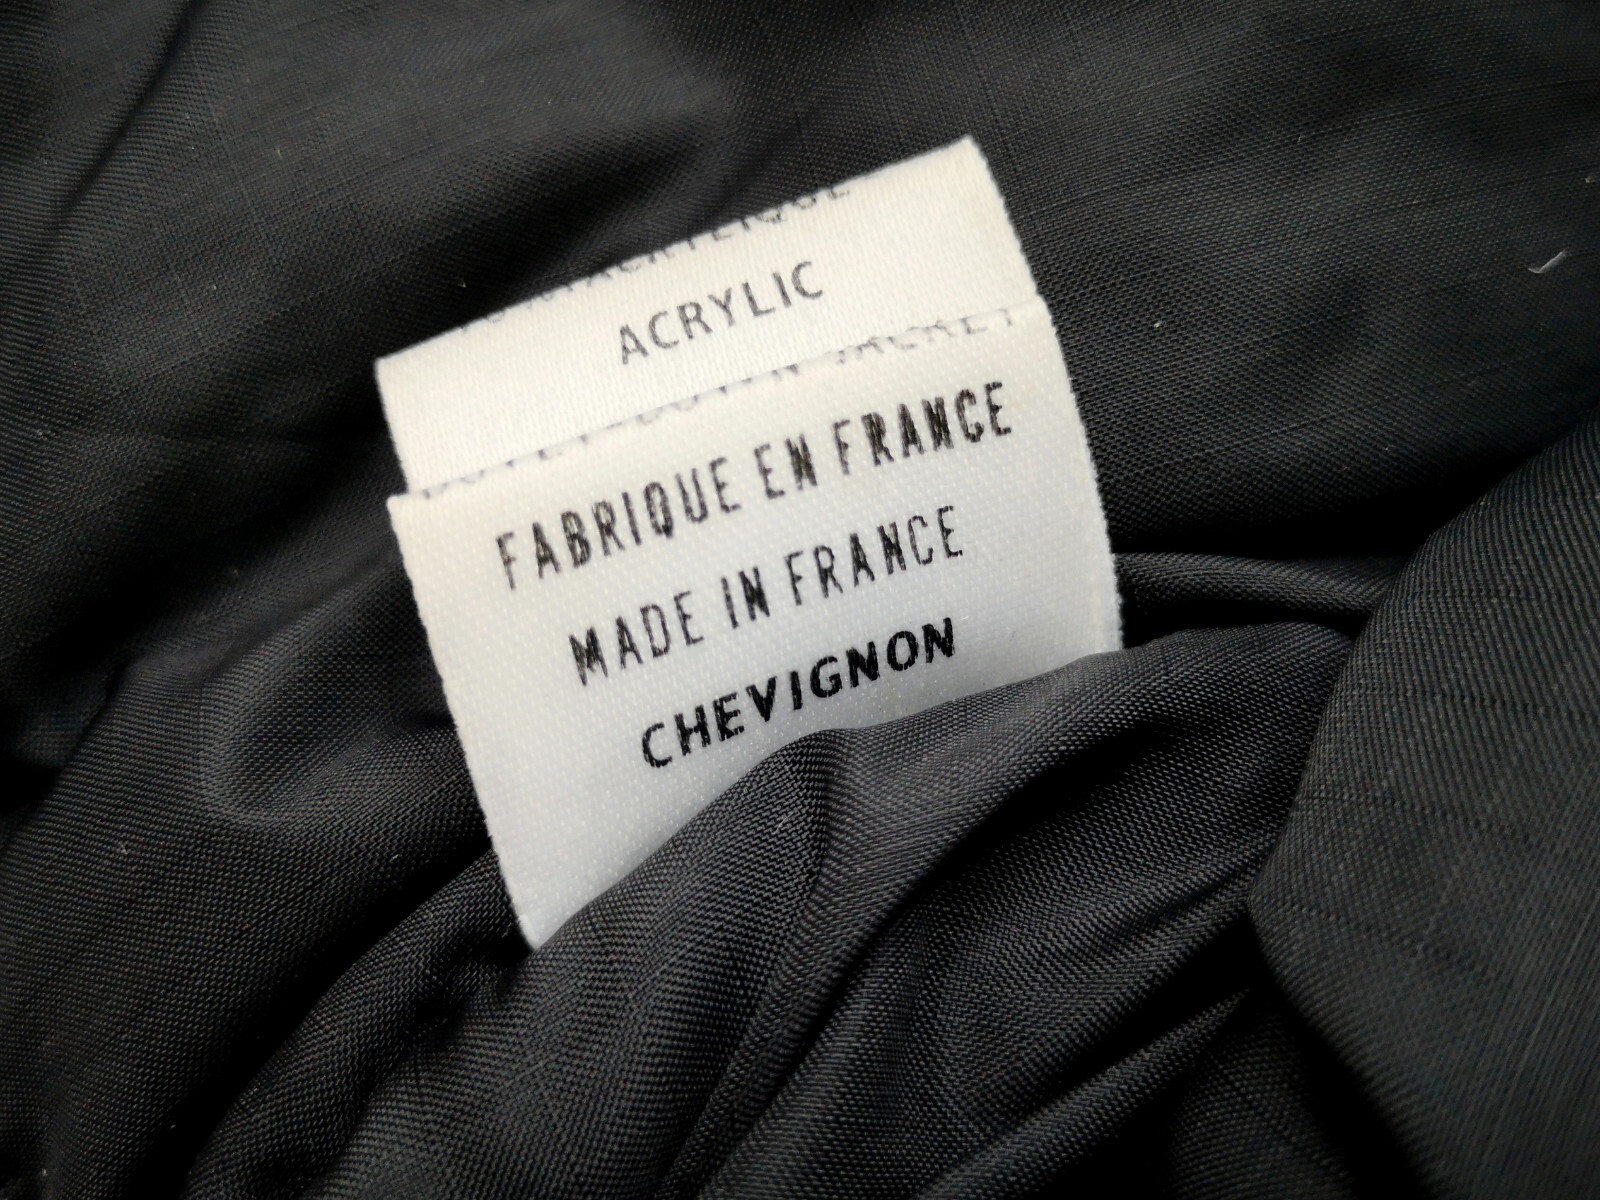 ACRYLIC
FABRIQUE EN FRANCE
MADE IN FRANCE
CHEVIGNON